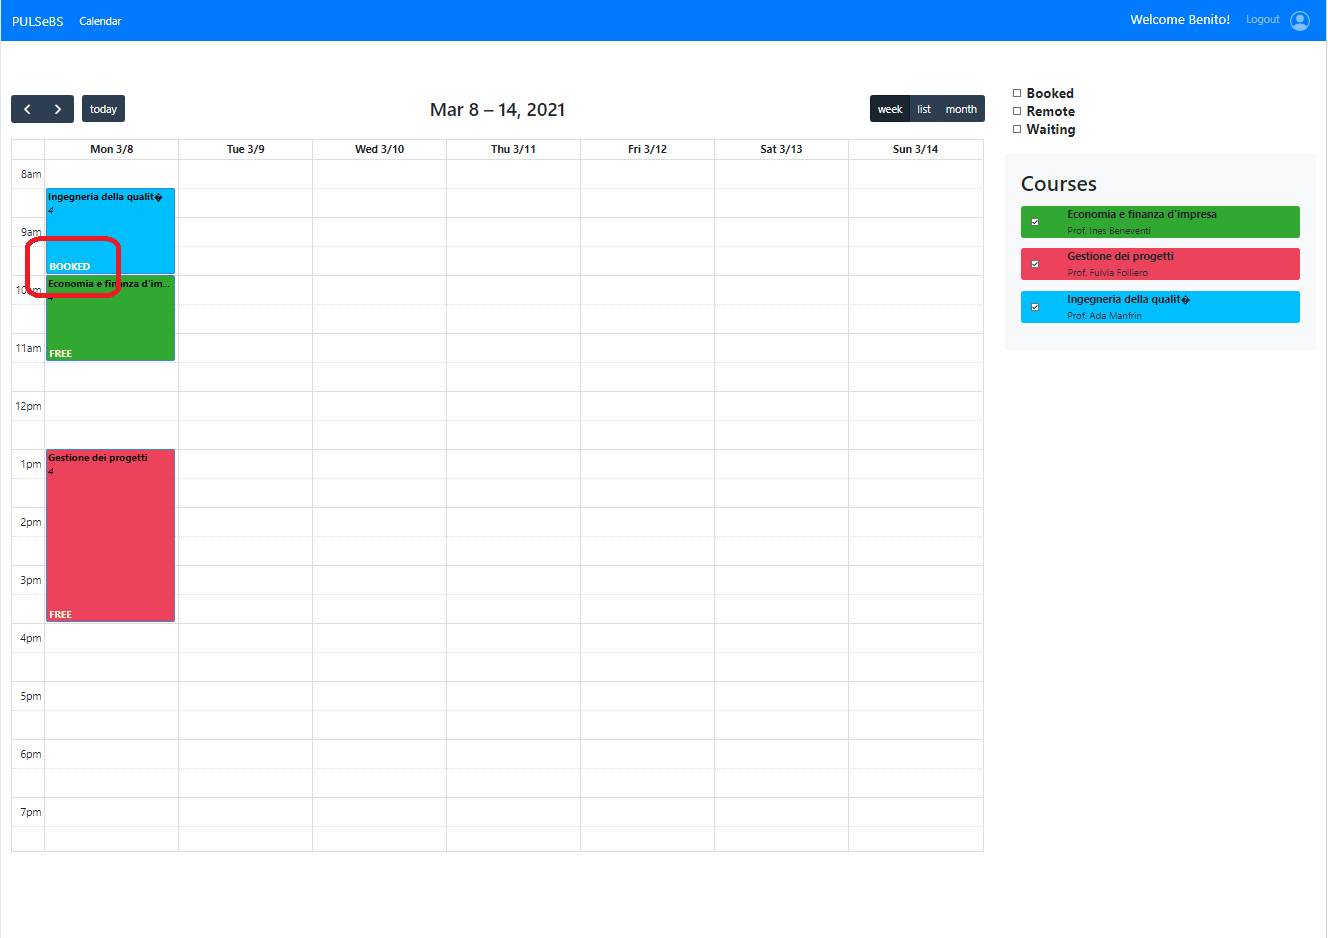 PULSeBS Calendar Welcome Benito! Logout
today Mar 8 – 14, 2021 week list month
Booked
Remote
Waiting
Mon 3/8 Tue 3/9 Wed 3/10 Thu 3/11 Fri 3/12 Sat 3/13 Sun 3/14
8am
Ingegneria della qualit�
4
9am
BOOKED
Economia e finanza d'im...
10am
11am
FREE
12pm
Gestione dei progetti
1pm
4
2pm
3pm
FREE
4pm
5pm
6pm
7pm
Courses
Economia e finanza d'impresa
Prof. Ines Beneventi
Gestione dei progetti
Prof. Fulvia Folliero
Ingegneria della qualit�
Prof. Ada Manfrin